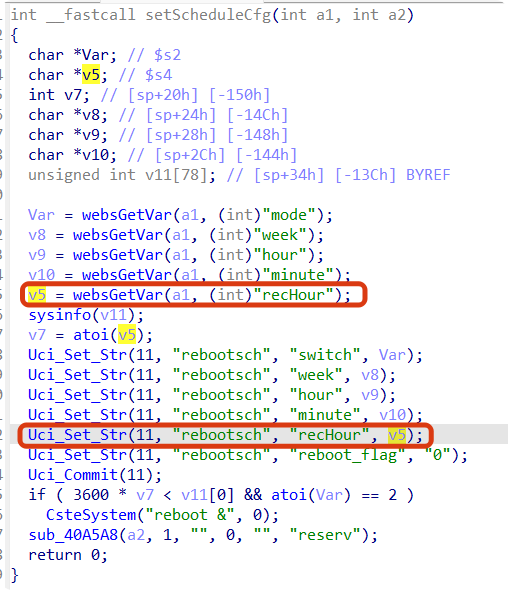 int __fastcall setScheduleCfg(int a1, int a2)
{
  char *Var; // $s2
  char *v5; // $s4
  int v7; // [sp+20h] [-150h]
  char *v8; // [sp+24h] [-14Ch]
  char *v9; // [sp+28h] [-148h]
  char *v10; // [sp+2Ch] [-144h]
  unsigned int v11[78]; // [sp+34h] [-13Ch] BYREF
  Var = websGetVar(a1, (int)"mode");
  v8 = websGetVar(a1, (int)"week");
  v9 = websGetVar(a1, (int)"hour");
  v10 = websGetVar(a1, (int)"minute");
  v5 = websGetVar(a1, (int)"recHour");
  sysinfo(v11);
  v7 = atoi(v5);
  Uci_Set_Str(11, "rebootsch", "switch", Var);
  Uci_Set_Str(11, "rebootsch", "week", v8);
  Uci_Set_Str(11, "rebootsch", "hour", v9);
  Uci_Set_Str(11, "rebootsch", "minute", v10);
  Uci_Set_Str(11, "rebootsch", "recHour", v5);
  Uci_Set_Str(11, "rebootsch", "reboot_flag", "0");
  Uci_Commit(11);
  if ( 3600 * v7 < v11[0] && atoi(Var) == 2 )
    CsteSystem("reboot &", 0);
  sub_40A5A8(a2, 1, "", 0, "", "reserv");
  return 0;
}